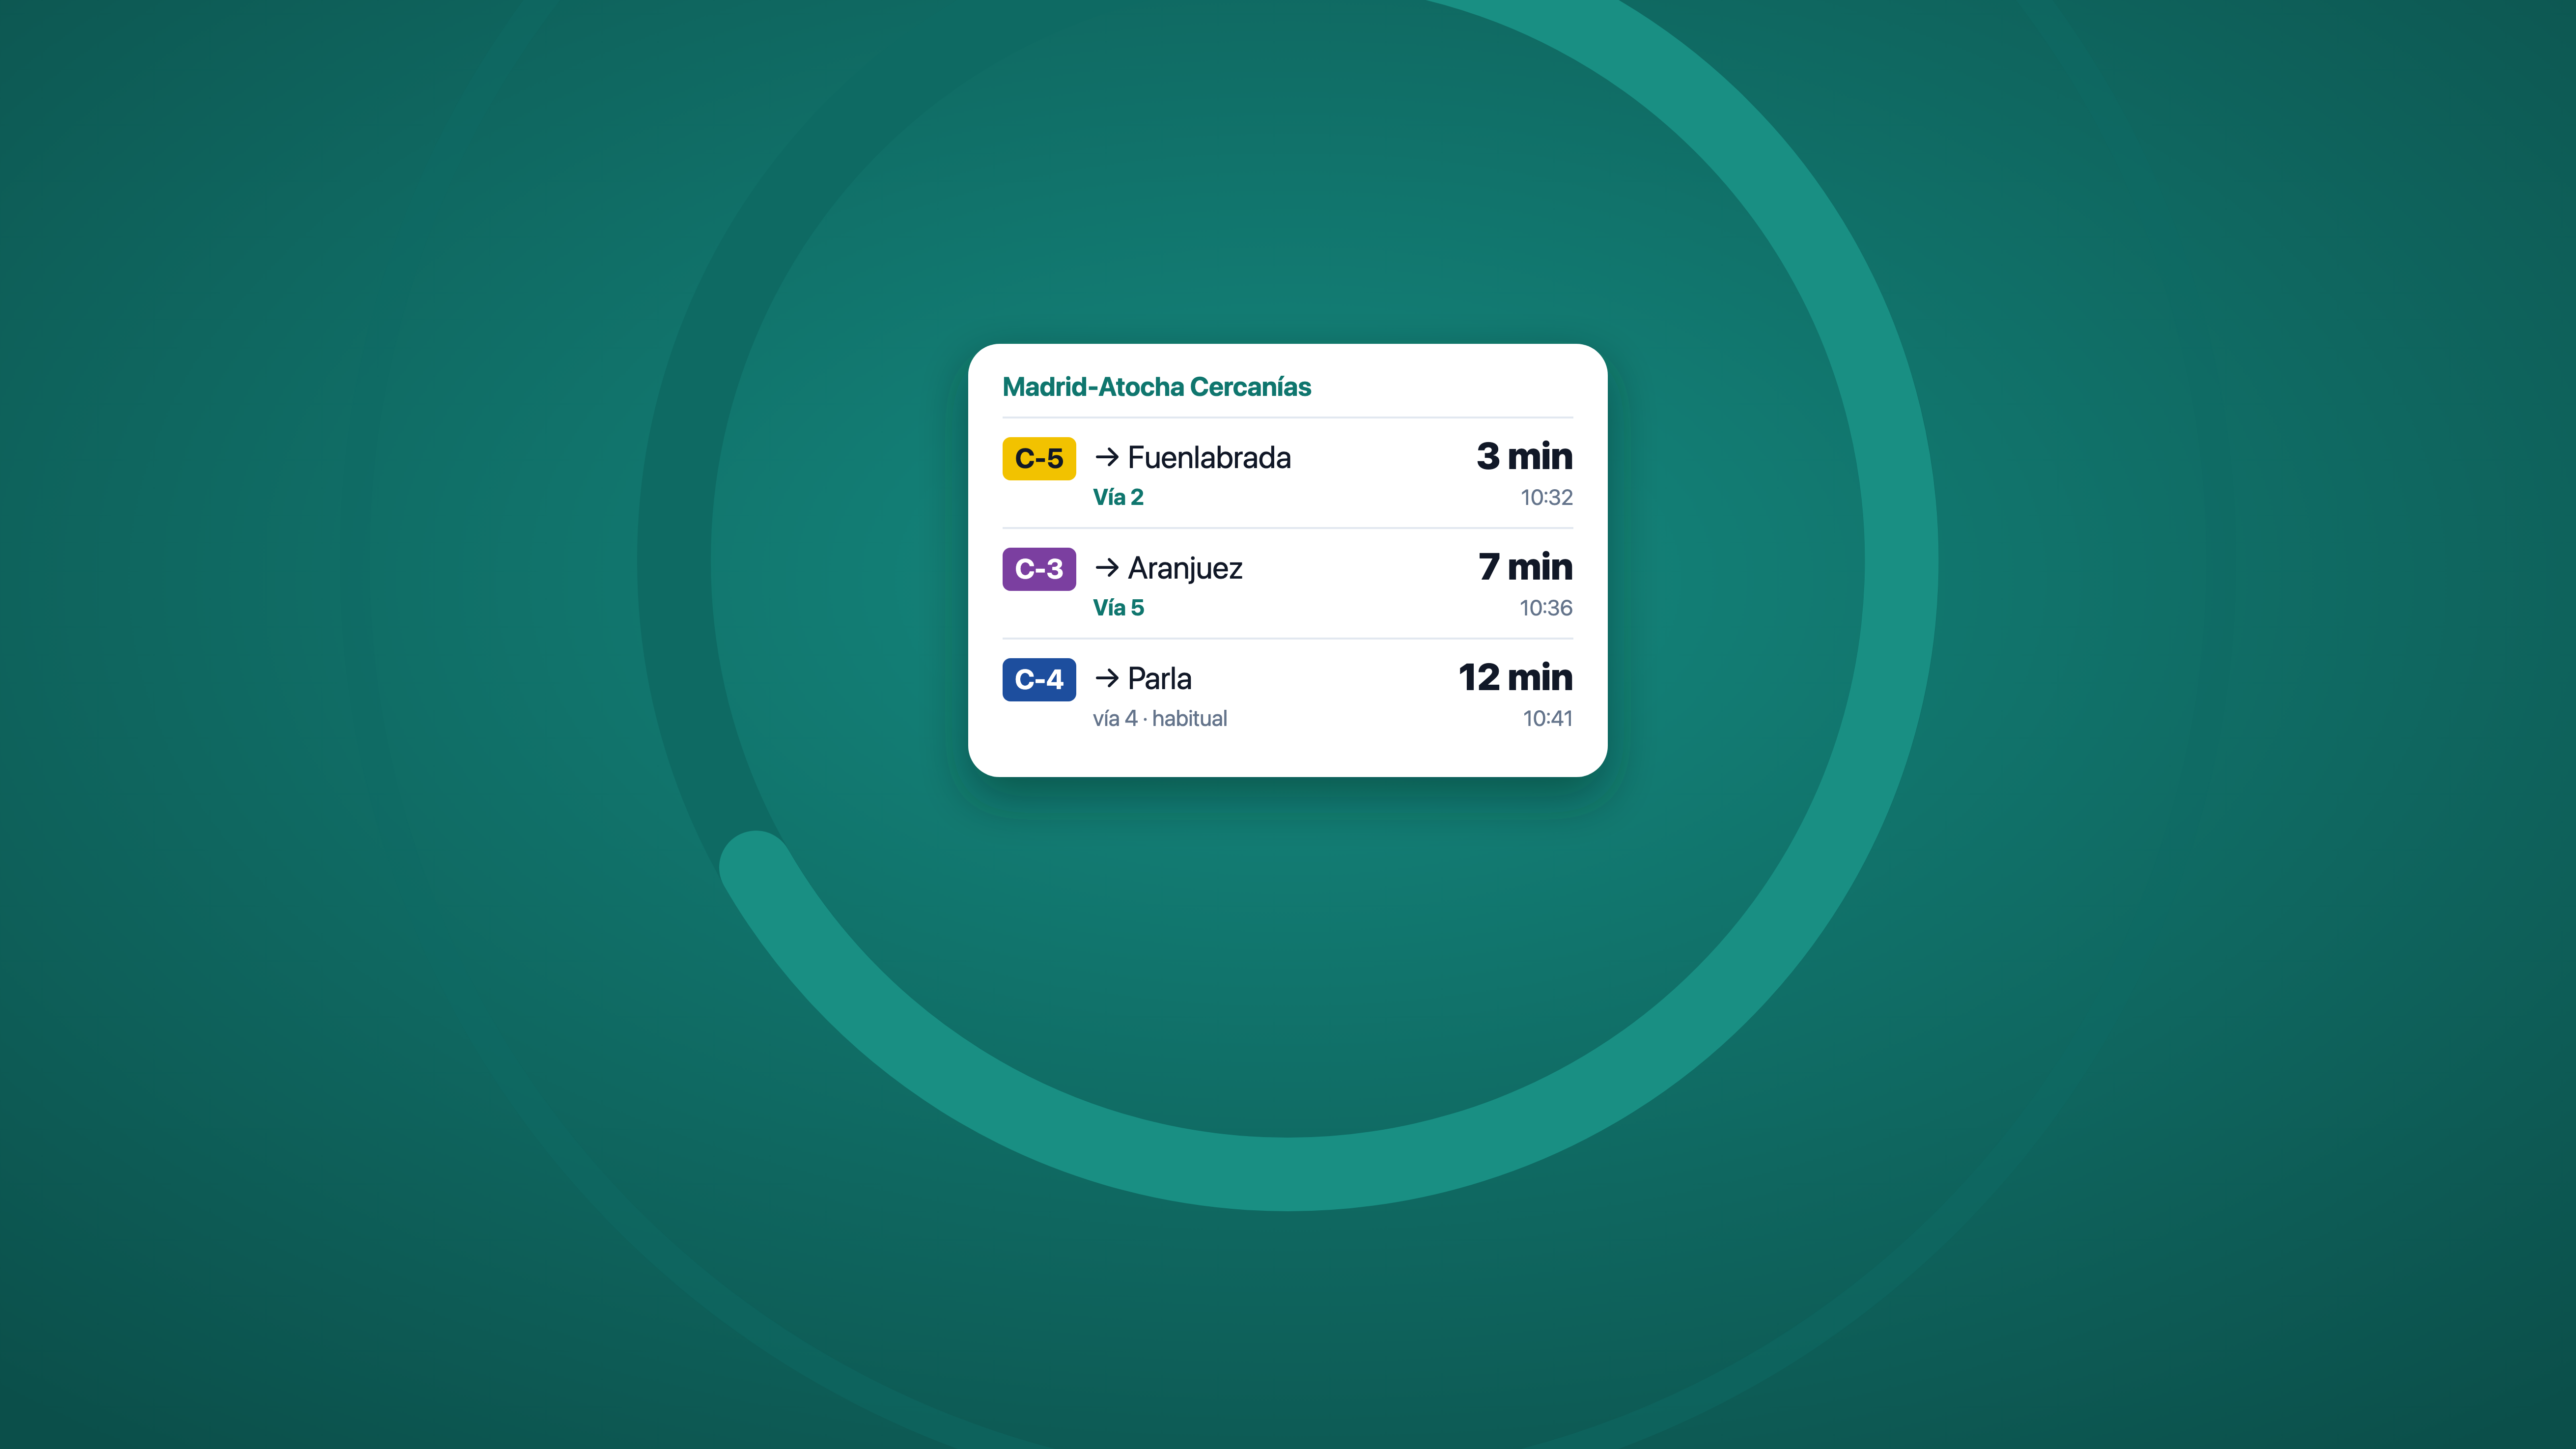 Madrid-Atocha Cercanías
C-5 → Fuenlabrada 3 min
Vía 2 10:32
C-3 → Aranjuez 7 min
Vía 5 10:36
C-4 → Parla 12 min
vía 4 · habitual 10:41